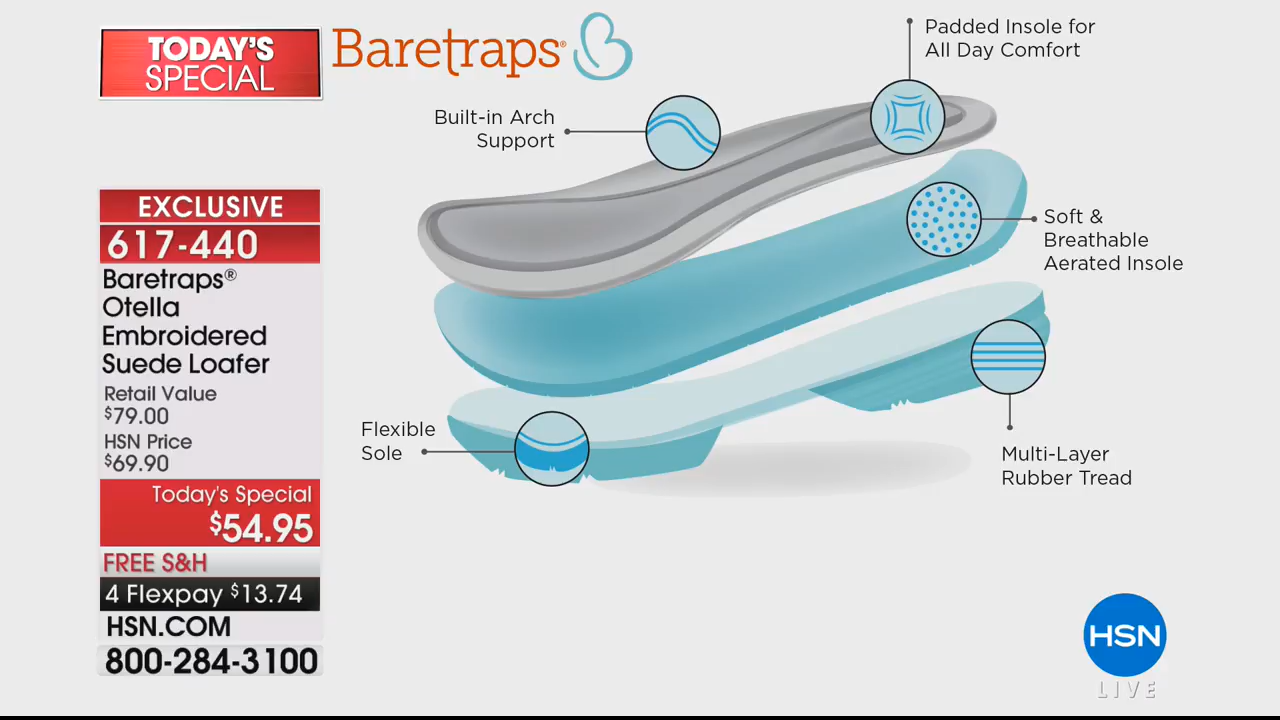 TODAY'S
SPECIAL
Baretraps®
Padded Insole for
All Day Comfort
Built-in Arch
Support
Soft &
Breathable
Aerated Insole
Flexible
Sole
Multi-Layer
Rubber Tread
EXCLUSIVE
617-440
Baretraps®
Otella
Embroidered
Suede Loafer
Retail Value
$79.00
HSN Price
$69.90
Today's Special
$54.95
FREE S&H
4 Flexpay $13.74
HSN.COM
800-284-3100
HSN
LIVE